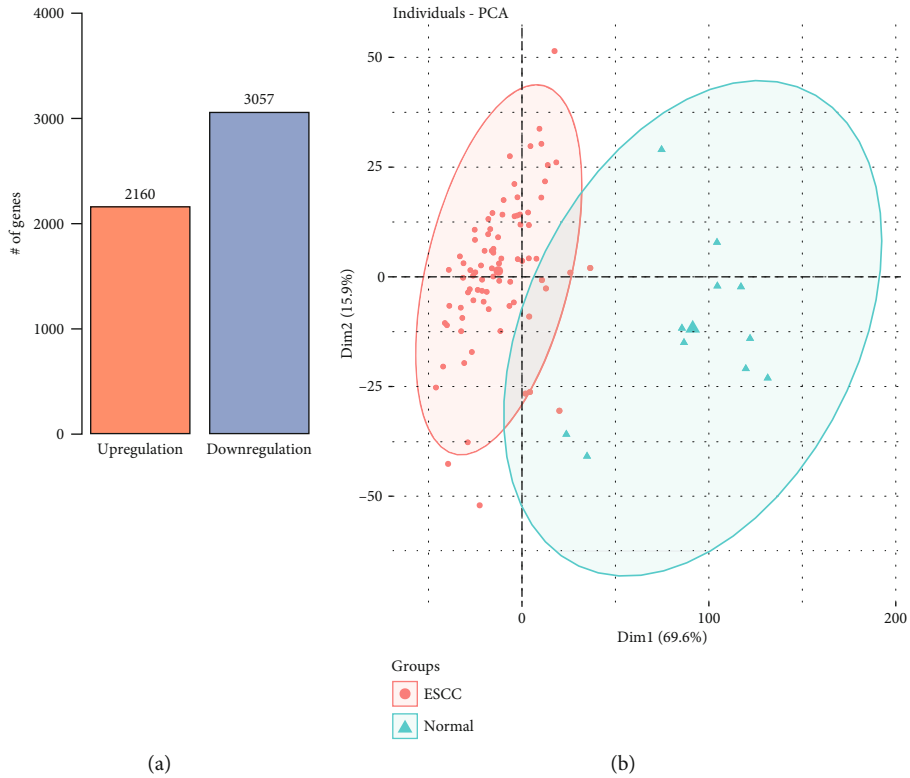 4000
3000
2000
1000
0
# of genes
2160
3057
Upregulation
Downregulation
(a)
Individuals - PCA
50
25
0
−25
−50
Dim2 (15.9%)
0
100
200
Dim1 (69.6%)
Groups
ESCC
Normal
(b)